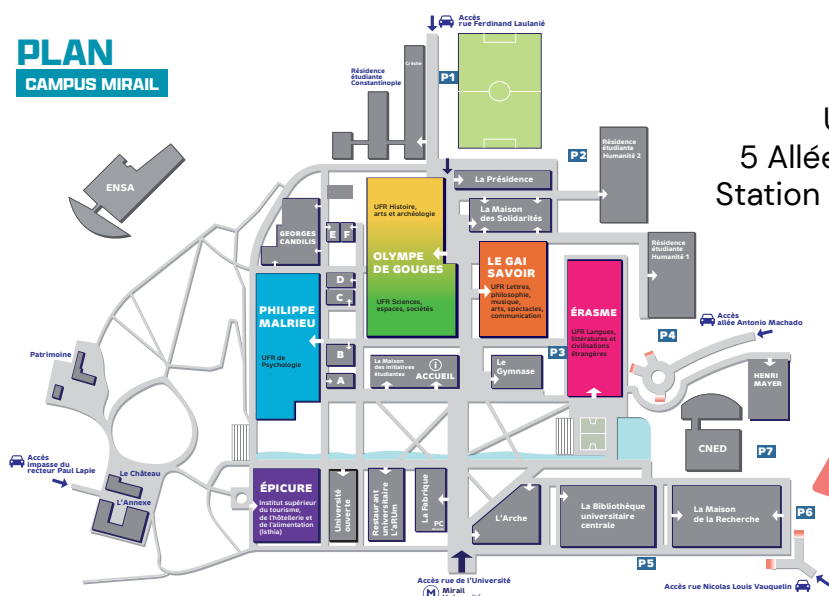 PLAN
CAMPUS MIRAIL
Accès
rue Ferdinand Laulanié
Crèche
P1
Résidence
étudiante
Constantinople
P2
Résidence
étudiante
Humanité 2
U
5 Allée
Station
ENSA
La Présidence
La Maison
des Solidarités
GEORGES
CANDILIS
E
F
D
C
B
A
UFR Histoire,
arts et archéologie
OLYMPE
DE GOUGES
UFR Sciences,
espaces, sociétés
LE GAI
SAVOIR
UFR Lettres,
philosophie,
musique,
arts, spectacles,
communication
Résidence
étudiante
Humanité 1
ÉRASME
UFR Langues,
littératures et
civilisations
étrangères
PHILIPPE
MALRIEU
UFR de
Psychologie
Accès
allée Antonio Machado
P4
P3
Patrimoine
La Maison
des initiatives
étudiantes
i
ACCUEIL
Le
Gymnase
HENRI
MAYER
CNED
P7
Accès
impasse du
recteur Paul Lapie
Le Château
L'Annexe
ÉPICURE
Institut supérieur
du tourisme,
de l'hôtellerie et
de l'alimentation
(Isthia)
Université
ouverte
Restaurant
universitaire
L'aRUm
La Fabrique
PC
L'Arche
La Bibliothèque
universitaire
centrale
La Maison
de la Recherche
P6
P5
Accès rue de l'Université
M Mirail
Accès rue Nicolas Louis Vauquelin